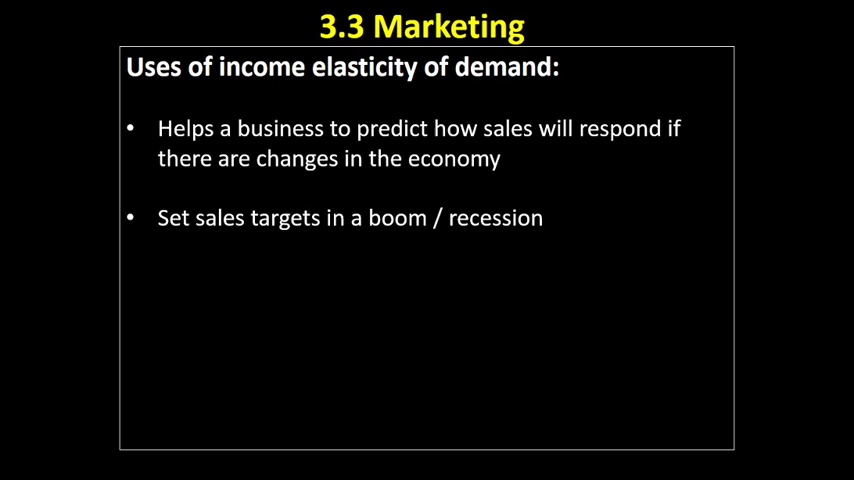 3.3 Marketing
Uses of income elasticity of demand:
• Helps a business to predict how sales will respond if
there are changes in the economy
• Set sales targets in a boom / recession